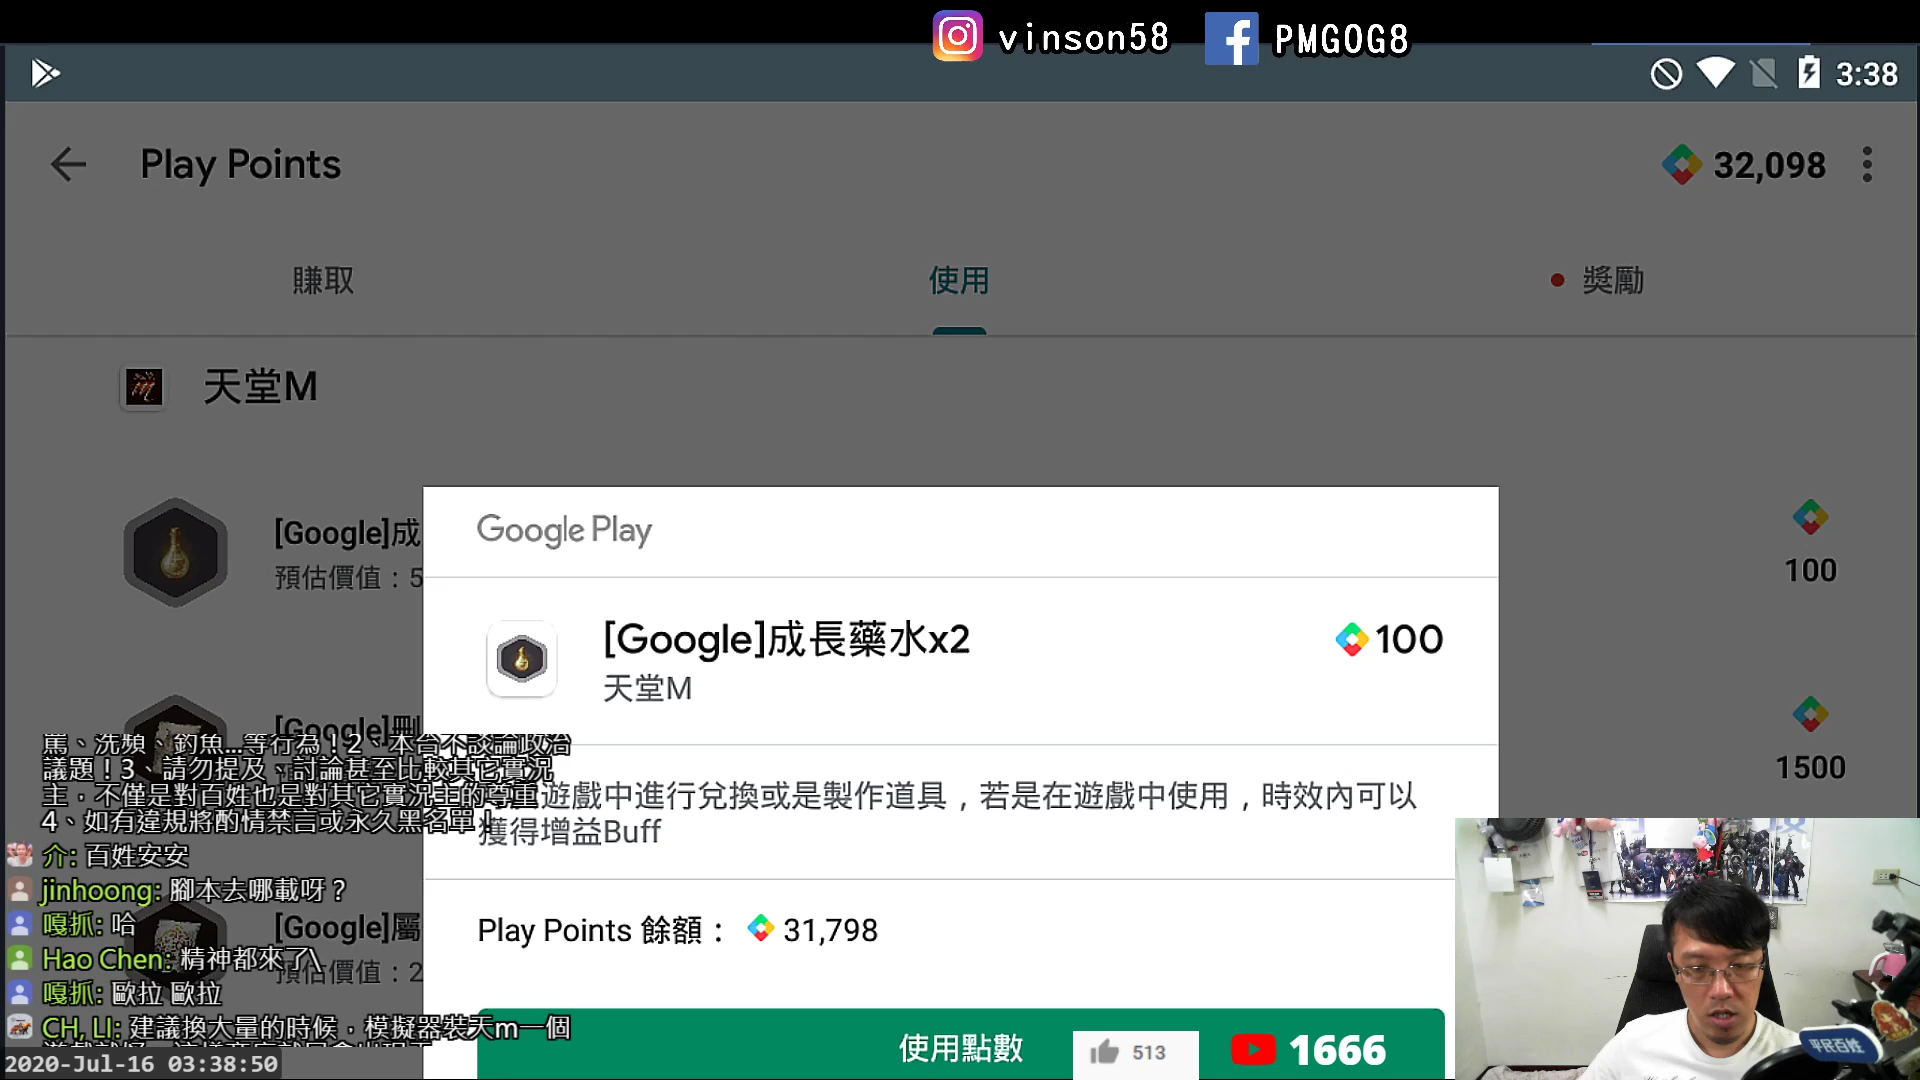 vinson58
PMGOG8
3:38
Play Points
32,098
賺取
使用
獎勵
天堂M
[Google]成
預估價值：5
100
Google Play
[Google]成長藥水x2
100
天堂M
[Google]刪
1500
遊戲中進行兌換或是製作道具，若是在遊戲中使用，時效內可以
獲得增益Buff
罵、洗頻、釣魚...等行為！2、本台不談論政治
議題！3、請勿提及、討論甚至比較其它實況
主，不僅是對百姓也是對其它實況主的尊重
4、如有違規將酌情禁言或永久黑名單！
介: 百姓安安
jinhoong: 腳本去哪載呀？
嘎抓: 哈
[Google]屬
Hao Chen: 精神都來了\
預估價值：2
嘎抓: 歐拉 歐拉
CH, LI: 建議換大量的時候，模擬器裝天m一個
Play Points 餘額：
31,798
使用點數
513
1666
平民百姓
2020-Jul-16 03:38:50